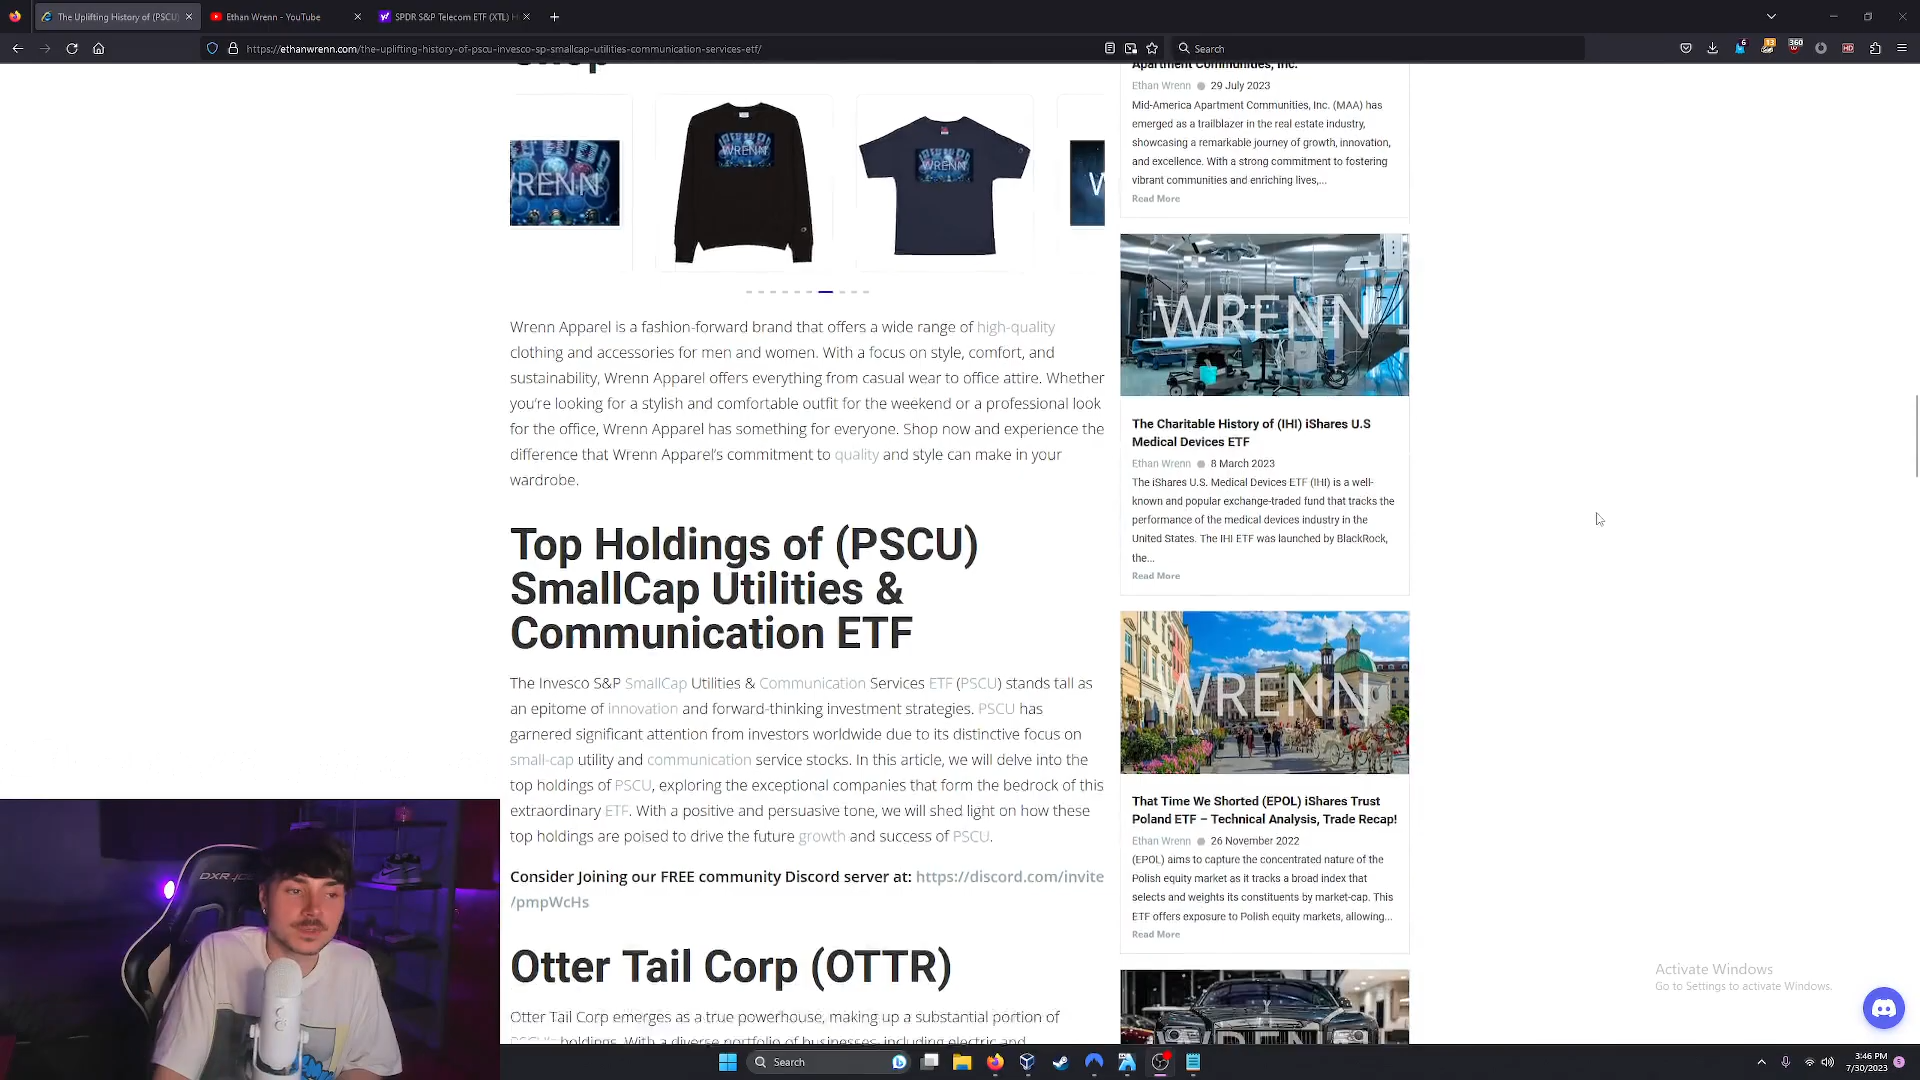 The Uplifting History of (PSCU)
Ethan Wrenn - YouTube
SPDR S&P Telecom ETF (XTL) H
https://ethanwrenn.com/the-uplifting-history-of-pscu-invesco-sp-smallcap-utilities-communication-services-etf/
Search
Shop
WRENN
WRENN
WRENN
W
Wrenn Apparel is a fashion-forward brand that offers a wide range of high-quality
clothing and accessories for men and women. With a focus on style, comfort, and
sustainability, Wrenn Apparel offers everything from casual wear to office attire. Whether
you're looking for a stylish and comfortable outfit for the weekend or a professional look
for the office, Wrenn Apparel has something for everyone. Shop now and experience the
difference that Wrenn Apparel's commitment to quality and style can make in your
wardrobe.
Top Holdings of (PSCU)
SmallCap Utilities &
Communication ETF
The Invesco S&P SmallCap Utilities & Communication Services ETF (PSCU) stands tall as
an epitome of innovation and forward-thinking investment strategies. PSCU has
garnered significant attention from investors worldwide due to its distinctive focus on
small-cap utility and communication service stocks. In this article, we will delve into the
top holdings of PSCU, exploring the exceptional companies that form the bedrock of this
extraordinary ETF. With a positive and persuasive tone, we will shed light on how these
top holdings are poised to drive the future growth and success of PSCU.
Consider Joining our FREE community Discord server at: https://discord.com/invite
/pmpWcHs
Otter Tail Corp (OTTR)
Otter Tail Corp emerges as a true powerhouse, making up a substantial portion of
PSCU's holdings. With a diverse portfolio of businesses, including electric and
Apartment Communities, Inc.
Ethan Wrenn 29 July 2023
Mid-America Apartment Communities, Inc. (MAA) has
emerged as a trailblazer in the real estate industry,
showcasing a remarkable journey of growth, innovation,
and excellence. With a strong commitment to fostering
vibrant communities and enriching lives,...
Read More
WRENN
The Charitable History of (IHI) iShares U.S
Medical Devices ETF
Ethan Wrenn 8 March 2023
The iShares U.S. Medical Devices ETF (IHI) is a well-
known and popular exchange-traded fund that tracks the
performance of the medical devices industry in the
United States. The IHI ETF was launched by BlackRock,
the...
Read More
WRENN
That Time We Shorted (EPOL) iShares Trust
Poland ETF – Technical Analysis, Trade Recap!
Ethan Wrenn 26 November 2022
(EPOL) aims to capture the concentrated nature of the
Polish equity market as it tracks a broad index that
selects and weights its constituents by market-cap. This
ETF offers exposure to Polish equity markets, allowing...
Read More
Activate Windows
Go to Settings to activate Windows.
Search
3:46 PM
7/30/2023